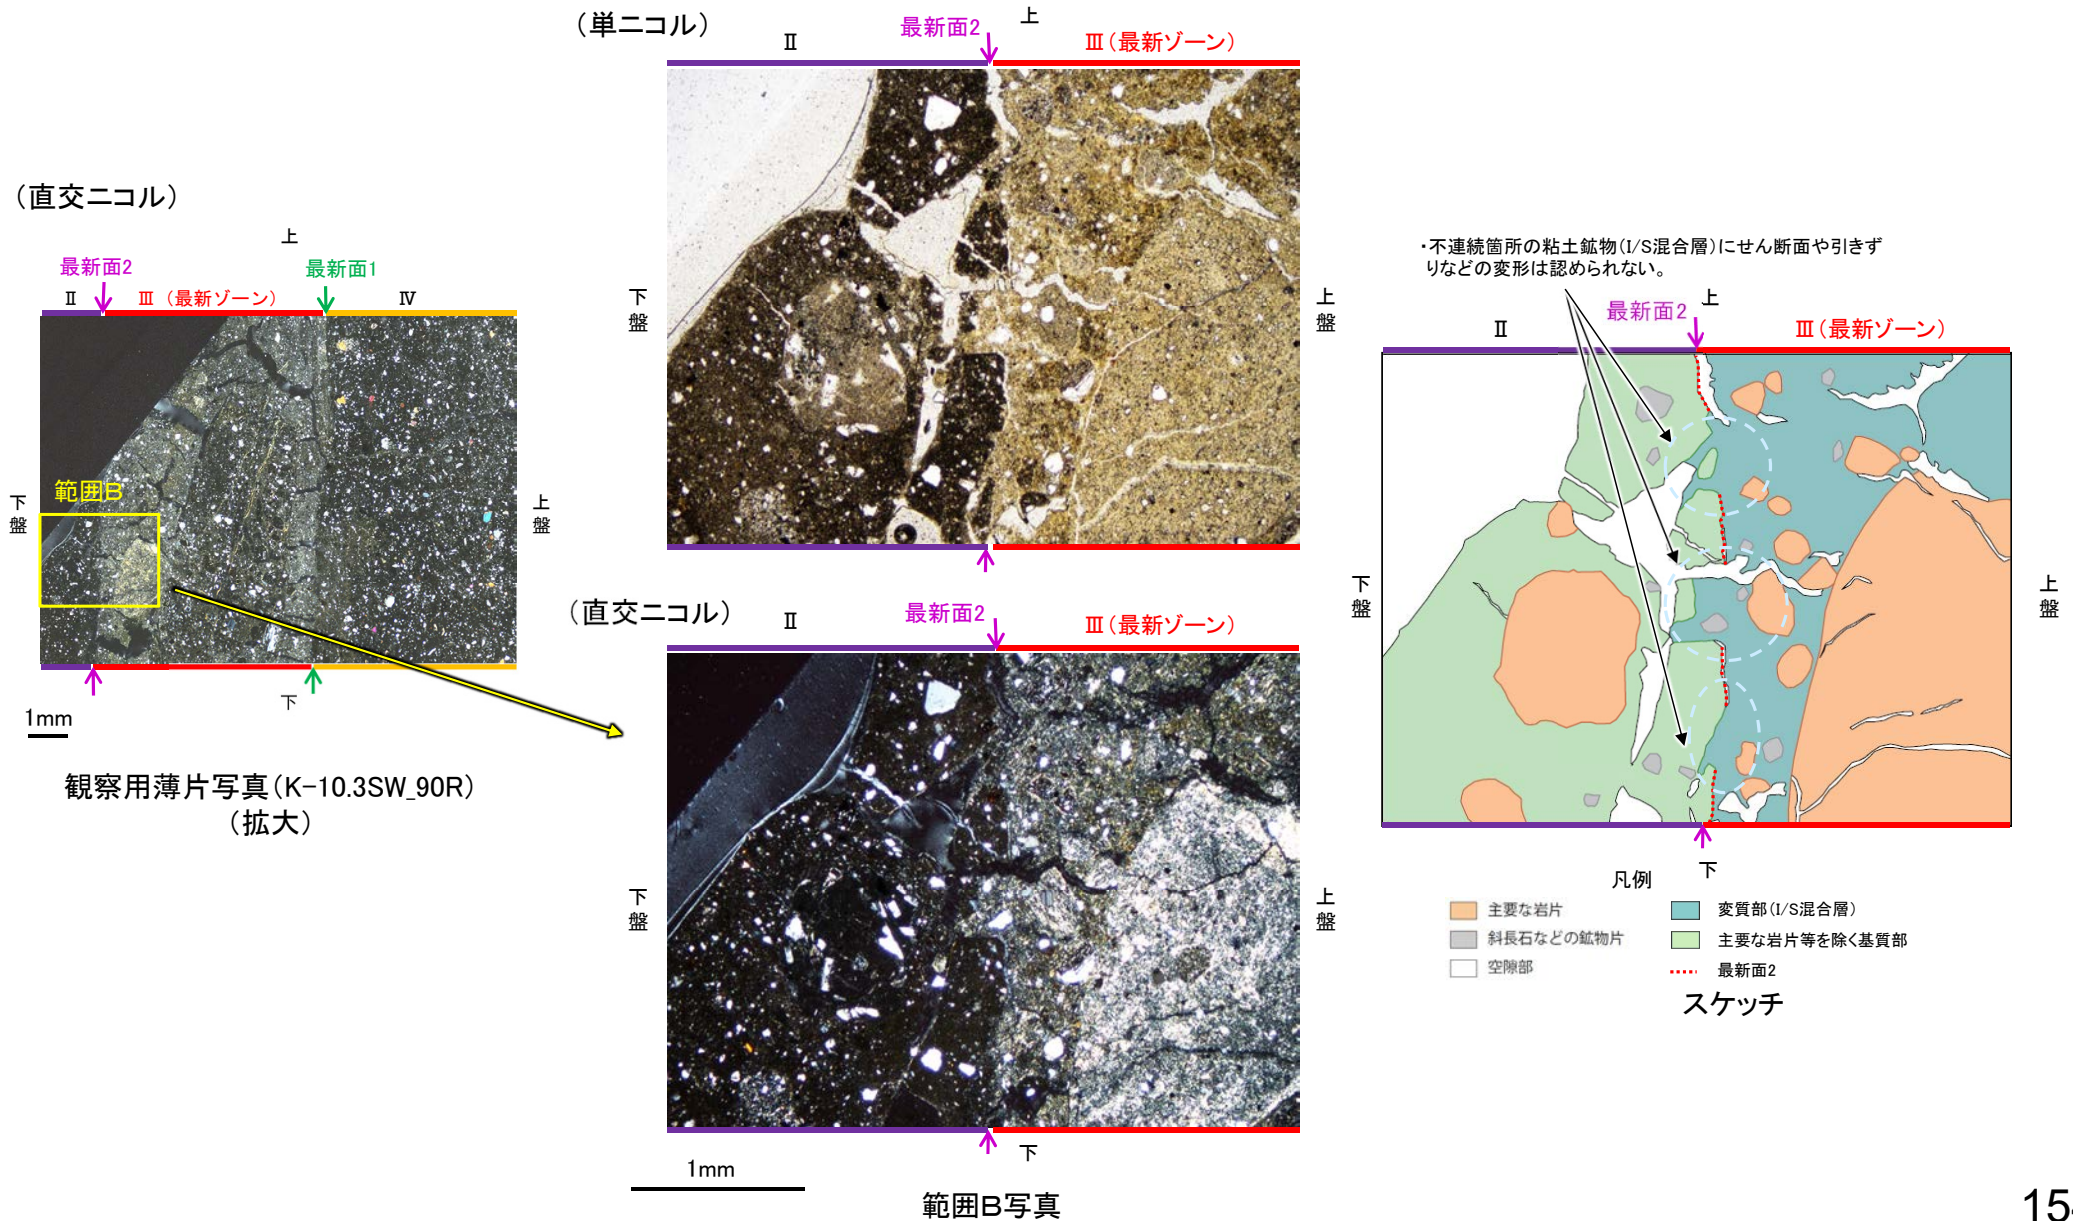 (単ニコル)
上
Ⅱ
最新面2
Ⅲ(最新ゾーン)
下盤
上盤
(直交ニコル)
上
最新面2
最新面1
Ⅱ
Ⅲ (最新ゾーン)
Ⅳ
範囲B
下盤
上盤
下
1mm
観察用薄片写真(K-10.3SW_90R)
(拡大)
(直交ニコル)
Ⅱ
最新面2
Ⅲ(最新ゾーン)
下盤
上盤
下
1mm
範囲B写真
・不連続箇所の粘土鉱物(I/S混合層)にせん断面や引きず
りなどの変形は認められない。
最新面2
上
Ⅱ
Ⅲ(最新ゾーン)
下盤
上盤
下
凡例
主要な岩片
斜長石などの鉱物片
空隙部
変質部(I/S混合層)
主要な岩片等を除く基質部
最新面2
スケッチ